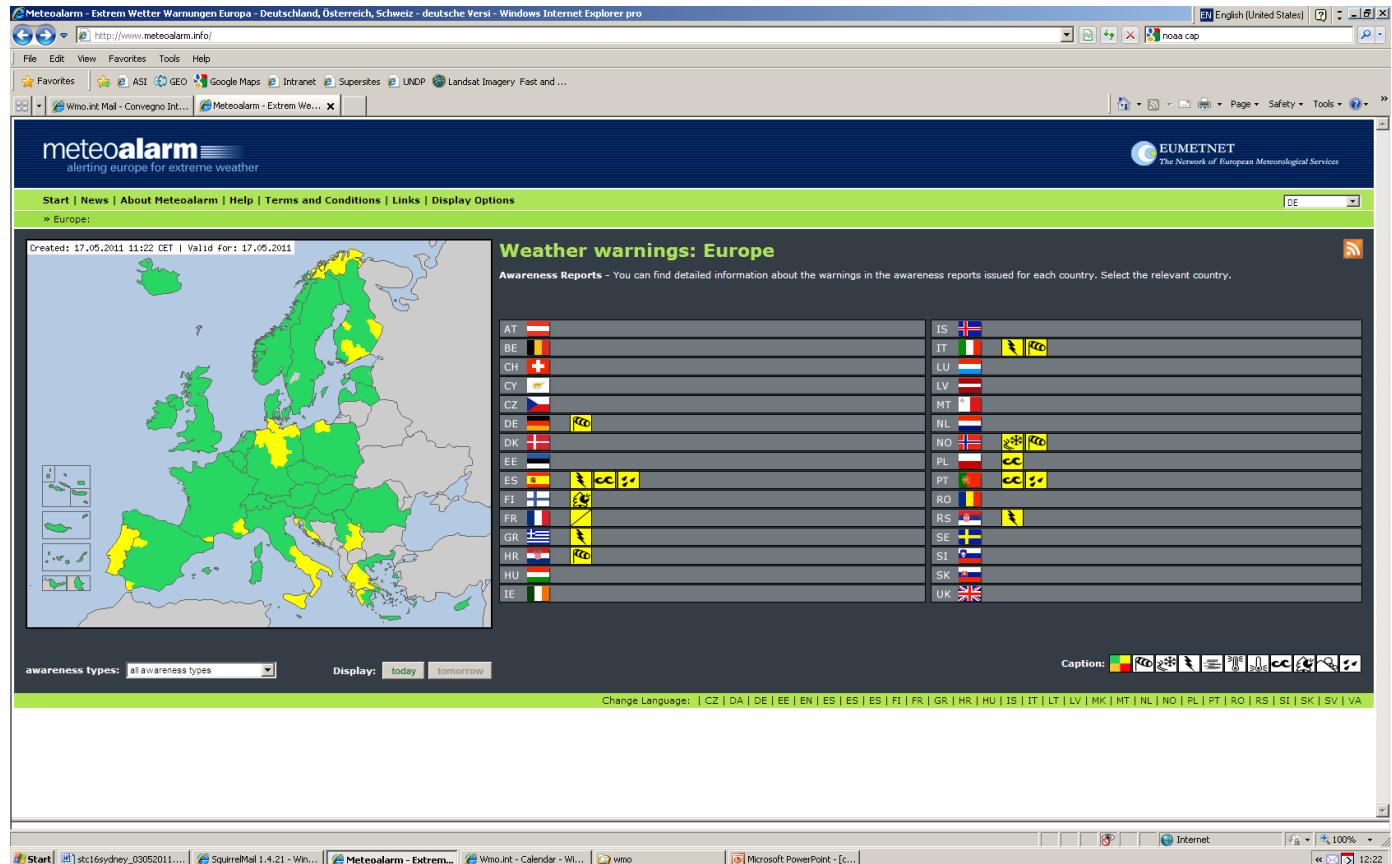 Meteoalarm - Extrem Wetter Warnungen Europa - Deutschland, Österreich, Schweiz - deutsche Versi - Windows Internet Explorer pro
EN English (United States)
http://www.meteoalarm.info/
noaa cap
File Edit View Favorites Tools Help
Favorites ASI GEO Google Maps Intranet Supersites UNDP Landsat Imagery Fast and ...
Wmo.int Mail - Convegno Int... Meteoalarm - Extrem We...
Page Safety Tools
meteoalarm
alerting europe for extreme weather
EUMETNET
The Network of European Meteorological Services
Start | News | About Meteoalarm | Help | Terms and Conditions | Links | Display Options
DE
» Europe:
Created: 17.05.2011 11:22 CET | Valid for: 17.05.2011
Weather warnings: Europe
Awareness Reports - You can find detailed information about the warnings in the awareness reports issued for each country. Select the relevant country.
AT
BE
CH
CY
CZ
DE
DK
EE
ES
FI
FR
GR
HR
HU
IE
IS
IT
LU
LV
MT
NL
NO
PL
PT
RO
RS
SE
SI
SK
UK
awareness types: all awareness types
Display: today tomorrow
Caption:
Change Language: | CZ | DA | DE | EE | EN | ES | ES | ES | FI | FR | GR | HR | HU | IS | IT | LT | LV | MK | MT | NL | NO | PL | PT | RO | RS | SI | SK | SV | VA
Internet
100%
Start stc16sydney_03052011.... SquirrelMail 1.4.21 - Win... Meteoalarm - Extrem... Wmo.int - Calendar - Wi... wmo Microsoft PowerPoint - [c...
12:22